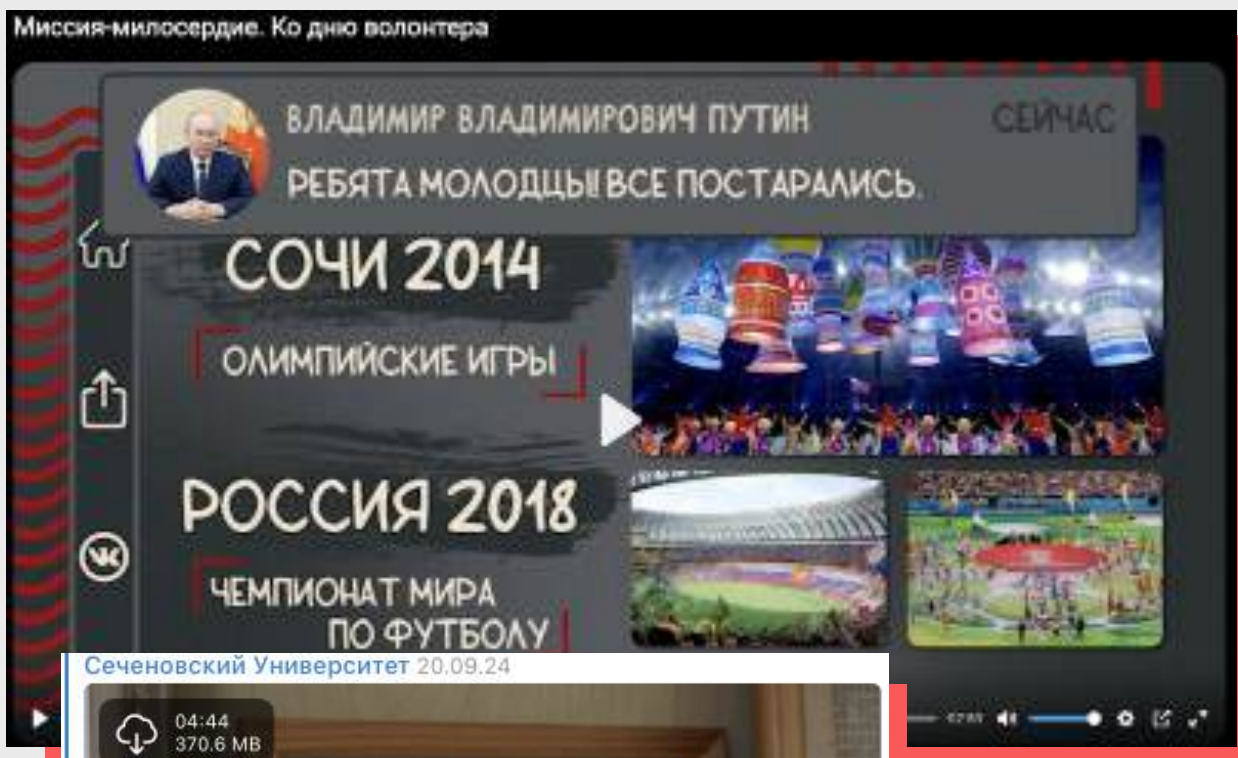 Миссия-милосердие. Ко дню волонтера
ВЛАДИМИР ВЛАДИМИРОВИЧ ПУТИН
СЕЙЧАС
РЕБЯТА МОЛОДЦЫ!! ВСЕ ПОСТАРАЛИСЬ.
СОЧИ 2014
ОЛИМПИЙСКИЕ ИГРЫ
РОССИЯ 2018
ЧЕМПИОНАТ МИРА
ПО ФУТБОЛУ
Сеченовский Университет 20.09.24
04:44
370.6 MB